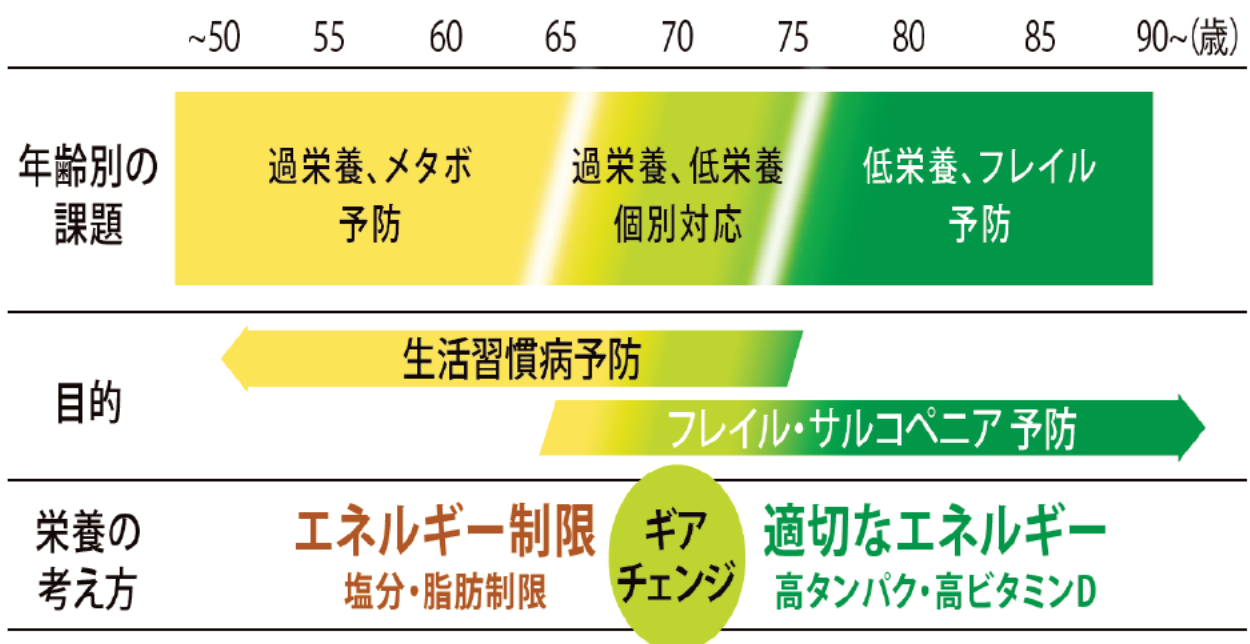 ~50 55 60 65 70 75 80 85 90~(歳)
年齢別の
課題
過栄養、メタボ
予防
過栄養、低栄養
個別対応
低栄養、フレイル
予防
目的
生活習慣病予防
フレイル・サルコペニア 予防
栄養の
考え方
エネルギー制限
塩分・脂肪制限
ギア
チェンジ
適切なエネルギー
高タンパク・高ビタミンD